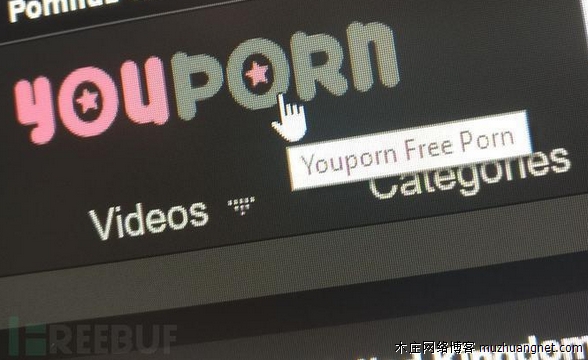 YOUPORN
Youporn Free Porn
Videos
Categories
FREEBUF
木庄网络博客 muzhuangnet.com